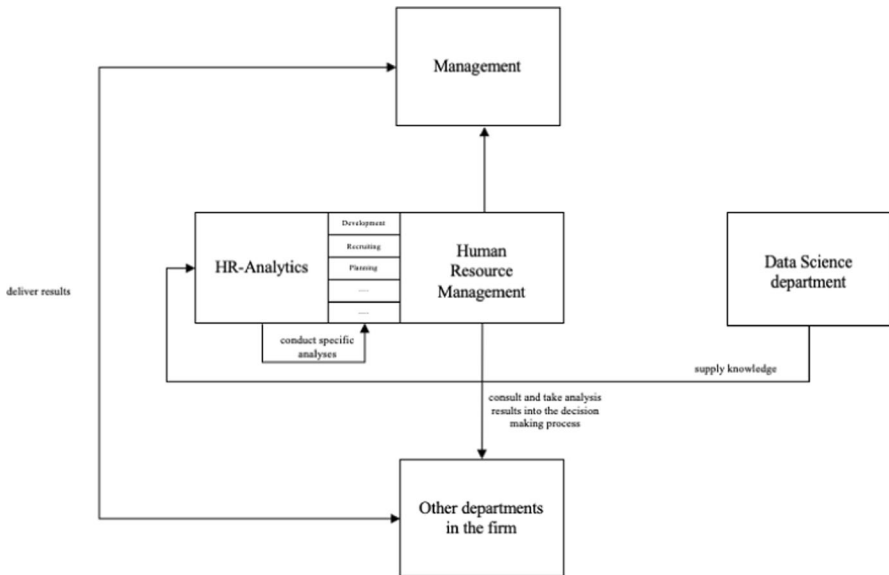 Management
Development
Recruiting
Planning
.....
.....
HR-Analytics
Human
Resource
Management
Data Science
department
deliver results
conduct specific
analyses
supply knowledge
consult and take analysis
results into the decision
making process
Other departments
in the firm